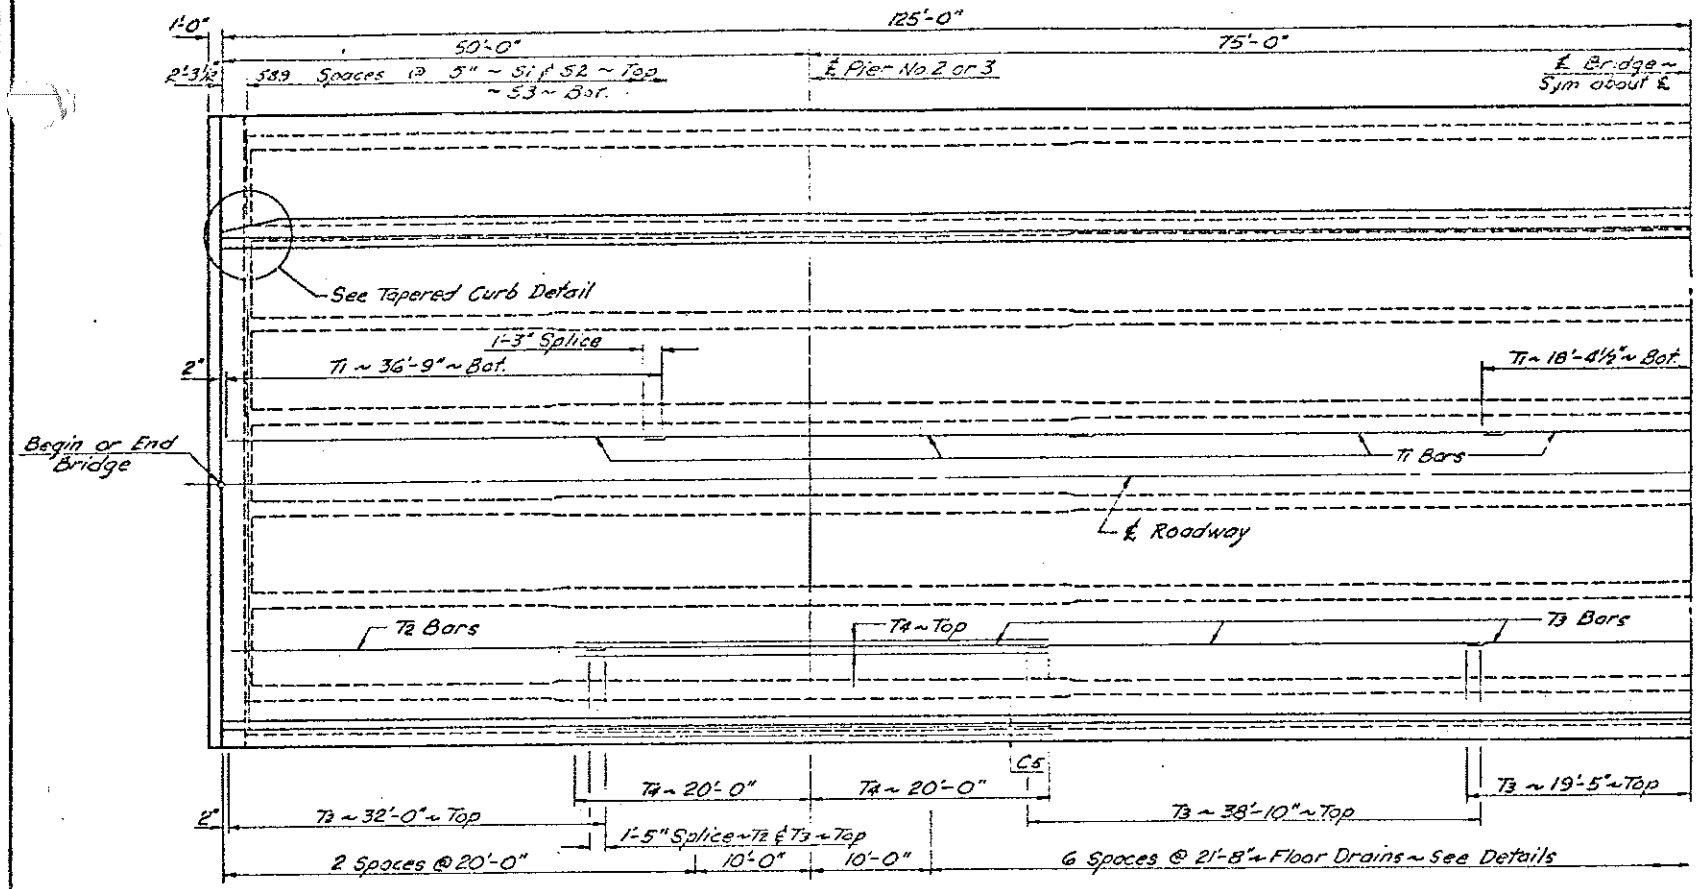 1'-0"
125'-0"
50'-0"
75'-0"
2'-3½"
589 Spaces @ 5" ~ S1 & S2 ~ Top
~ S3 ~ Bot.
℄ Pier No. 2 or 3
℄ Bridge ~
Sym about ℄
See Tapered Curb Detail
1'-3" Splice
2"
T1 ~ 36'-9" ~ Bot.
T1 ~ 18'-4½" ~ Bot.
Begin or End
Bridge
T1 Bars
℄ Roadway
T2 Bars
T4 ~ Top
T3 Bars
C5
T4 ~ 20'-0"
T4 ~ 20'-0"
T3 ~ 19'-5" ~ Top
2"
T2 ~ 32'-0" ~ Top
T3 ~ 38'-10" ~ Top
1'-5" Splice ~ T2 & T3 ~ Top
2 Spaces @ 20'-0"
10'-0"
10'-0"
6 Spaces @ 21'-8" ~ Floor Drains ~ See Details